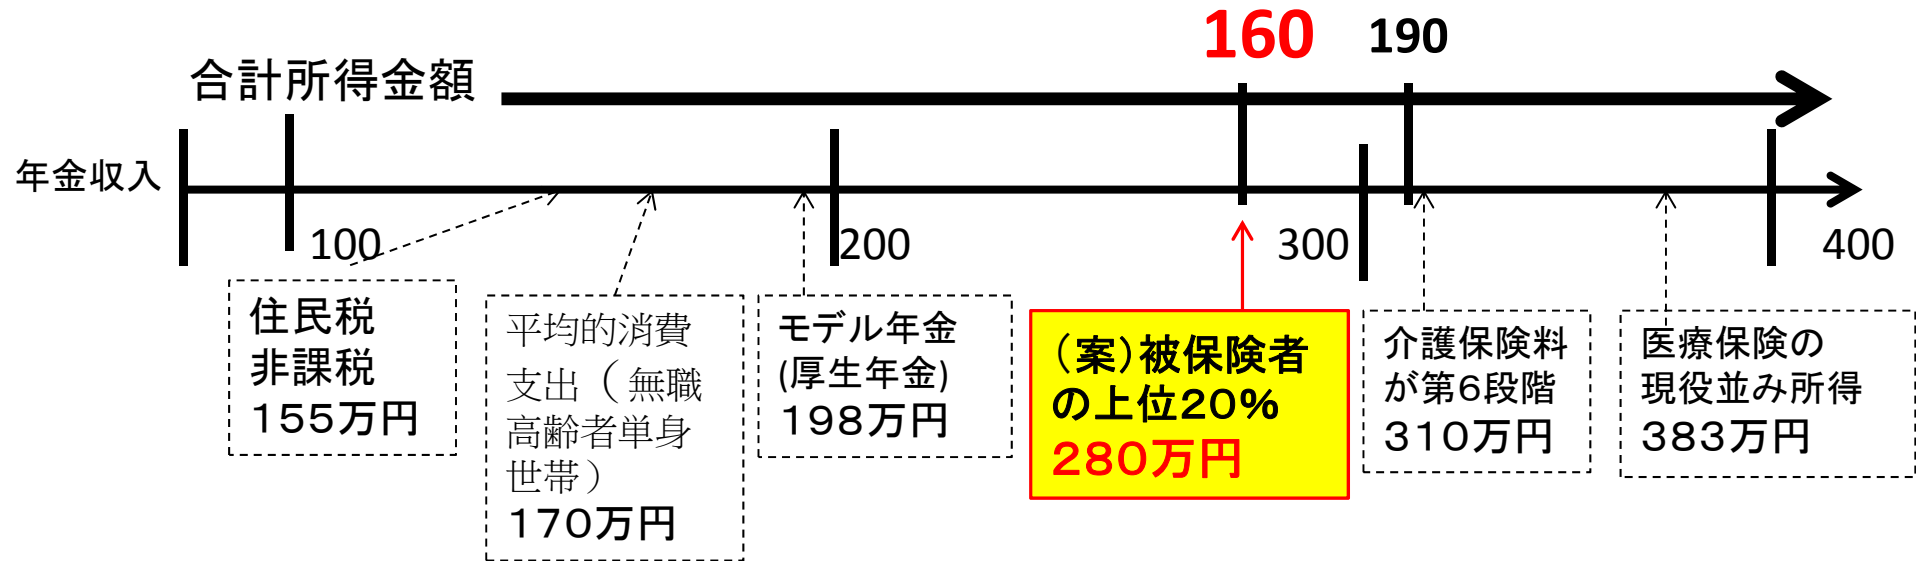 160
190
合計所得金額
年金収入
100
200
300
400
住民税
非課税
155万円
平均的消費
支出（無職
高齢者単身
世帯）
170万円
モデル年金
(厚生年金)
198万円
（案）被保険者
の上位20%
280万円
介護保険料
が第6段階
310万円
医療保険の
現役並み所得
383万円